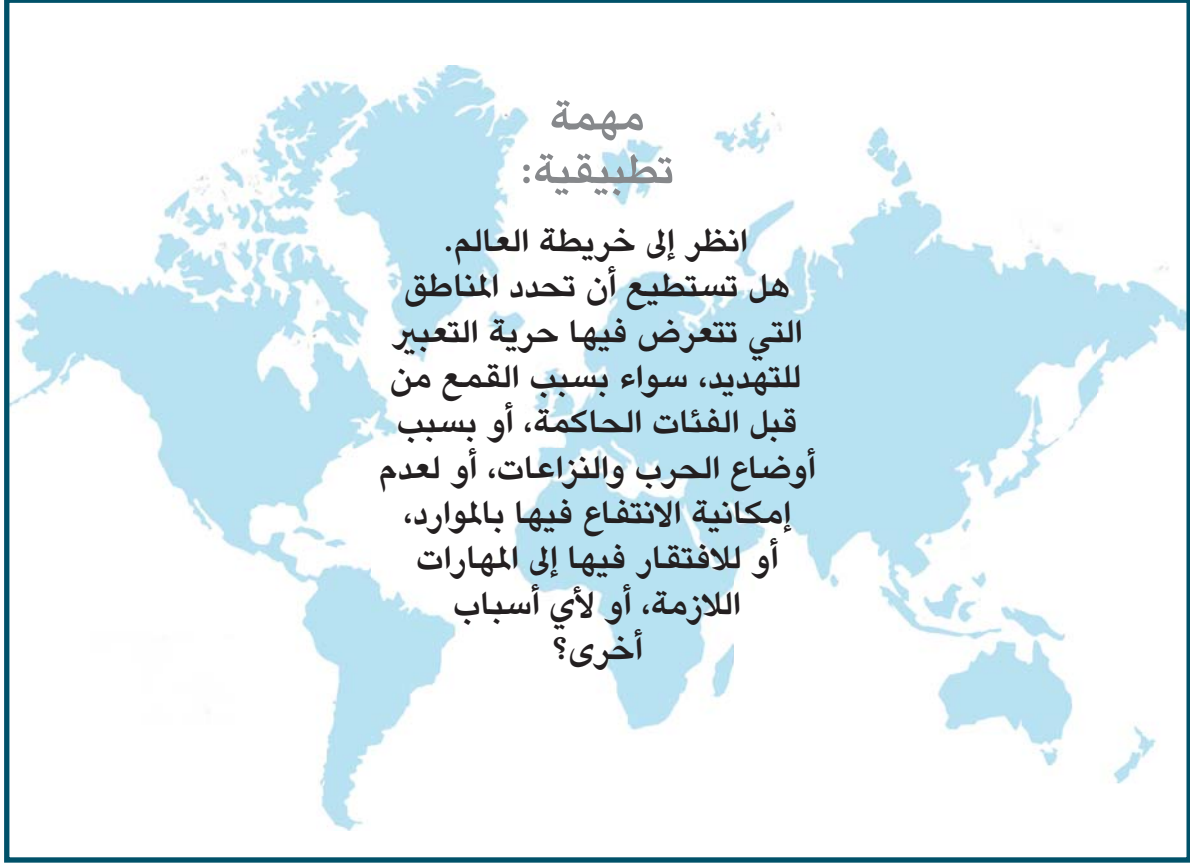 مهمة
تطبيقية:
انظر إلى خريطة العالم.
هل تستطيع أن تحدد المناطق
التي تتعرض فيها حرية التعبير
للتهديد، سواء بسبب القمع من
قبل الفئات الحاكمة، أو بسبب
أوضاع الحرب والنزاعات، أو لعدم
إمكانية الانتفاع فيها بالموارد،
أو للافتقار فيها إلى المهارات
اللازمة، أو لأي أسباب
أخرى؟